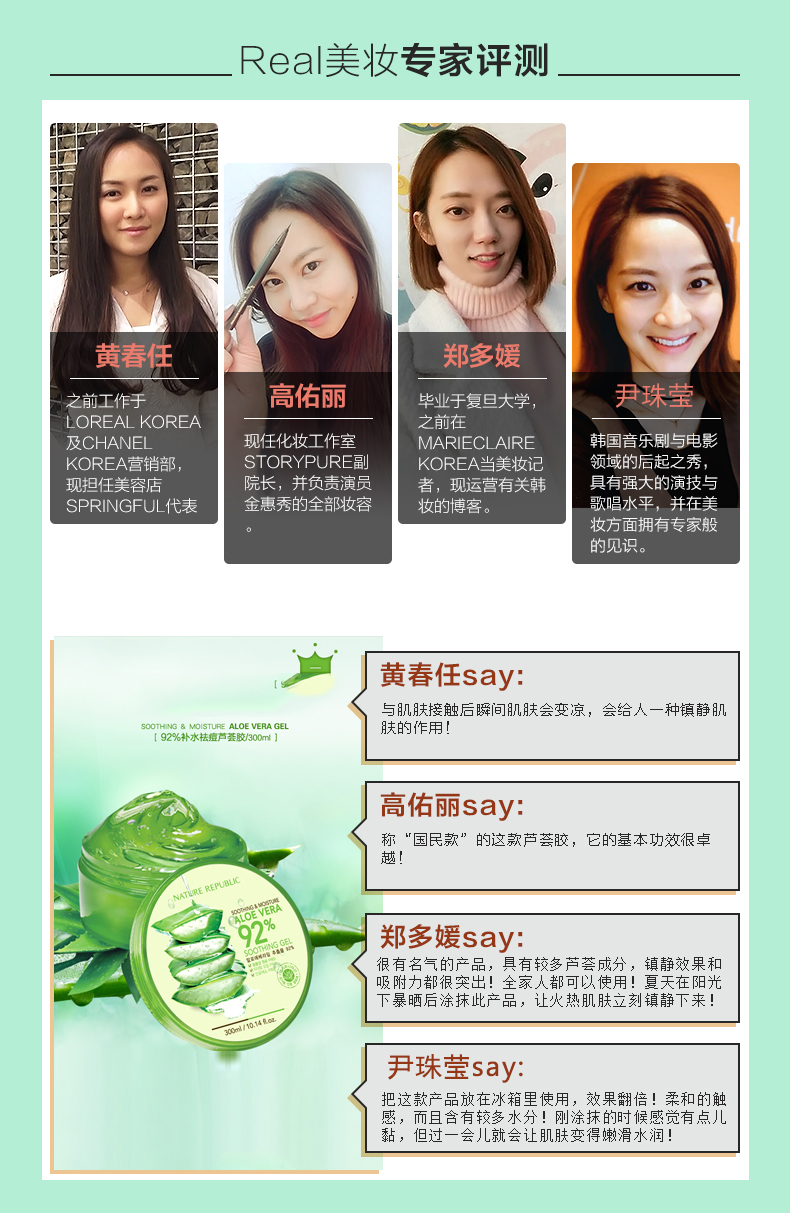 Real美妆专家评测
黄春任
之前工作于
LOREAL KOREA
及CHANEL
KOREA营销部，
现担任美容店
SPRINGFUL代表
高佑丽
现任化妆工作室
STORYPURE副
院长，并负责演员
金惠秀的全部妆容
。
郑多媛
毕业于复旦大学，
之前在
MARIECLAIRE
KOREA当美妆记
者，现运营有关韩
妆的博客。
尹珠莹
韩国音乐剧与电影
领域的后起之秀，
具有强大的演技与
歌唱水平，并在美
妆方面拥有专家般
的见识。
SOOTHING & MOISTURE ALOE VERA GEL
[ 92%补水祛痘芦荟胶/300ml ]
NATURE REPUBLIC
SOOTHING & MOISTURE
ALOE VERA
92%
SOOTHING GEL
300ml / 10.14 fl.oz.
黄春任say:
与肌肤接触后瞬间肌肤会变凉，会给人一种镇静肌
肤的作用！
高佑丽say:
称“国民款”的这款芦荟胶，它的基本功效很卓
越！
郑多媛say:
很有名气的产品，具有较多芦荟成分，镇静效果和
吸附力都很突出！全家人都可以使用！夏天在阳光
下暴晒后涂抹此产品，让火热肌肤立刻镇静下来！
尹珠莹say:
把这款产品放在冰箱里使用，效果翻倍！柔和的触
感，而且含有较多水分！刚涂抹的时候感觉有点儿
黏，但过一会儿就会让肌肤变得嫩滑水润！